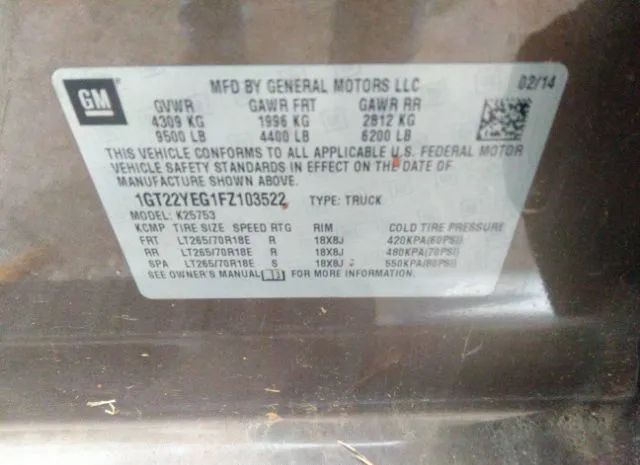 GM
MFD BY GENERAL MOTORS LLC 02/14
GVWR GAWR FRT GAWR RR
4309 KG 1996 KG 2812 KG
9500 LB 4400 LB 6200 LB
THIS VEHICLE CONFORMS TO ALL APPLICABLE U.S. FEDERAL MOTOR
VEHICLE SAFETY STANDARDS IN EFFECT ON THE DATE OF
MANUFACTURE SHOWN ABOVE.
1GT22YEG1FZ103522 TYPE: TRUCK
MODEL: K25753
KCMP TIRE SIZE SPEED RTG RIM COLD TIRE PRESSURE
FRT LT265/70R18E R 18X8J 420KPA(60PSI)
RR LT265/70R18E R 18X8J 480KPA(70PSI)
SPA LT265/70R18E S 18X8J 550KPA(80PSI)
SEE OWNER'S MANUAL FOR MORE INFORMATION.